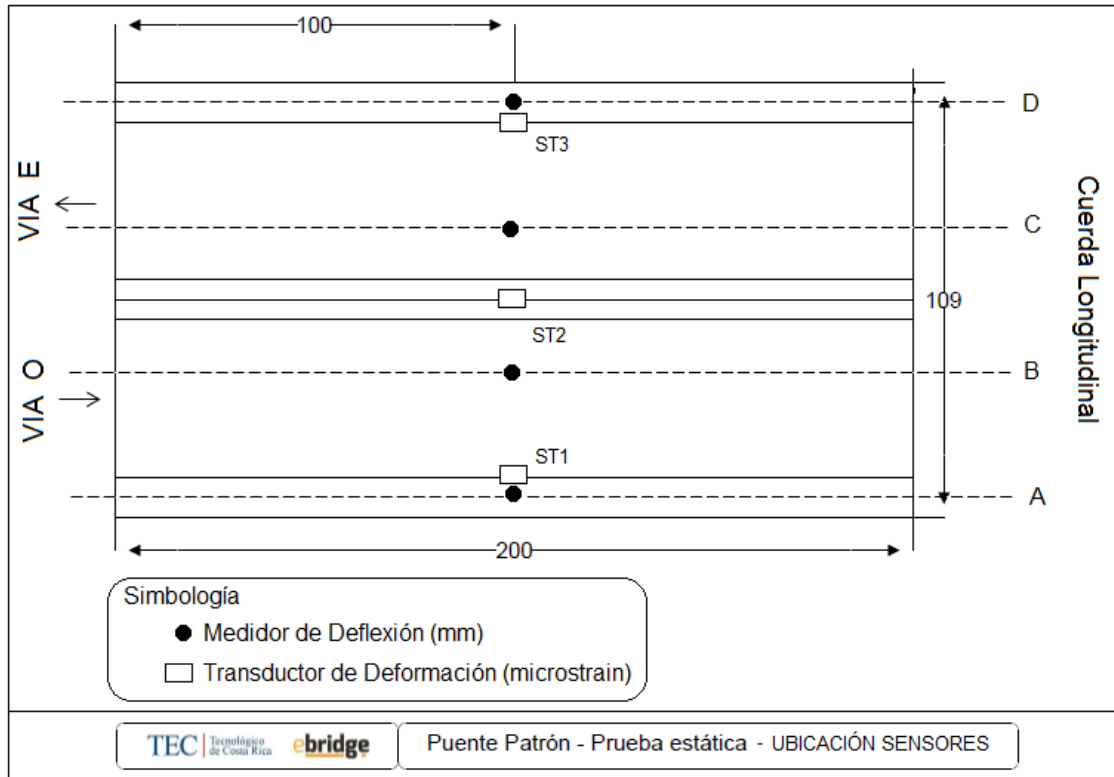 100
D
ST3
VIA E
C
Cuerda Longitudinal
109
ST2
VIA O
B
ST1
A
200
Simbología
Medidor de Deflexión (mm)
Transductor de Deformación (microstrain)
TEC Tecnológico
de Costa Rica
ebridge
Puente Patrón - Prueba estática - UBICACIÓN SENSORES